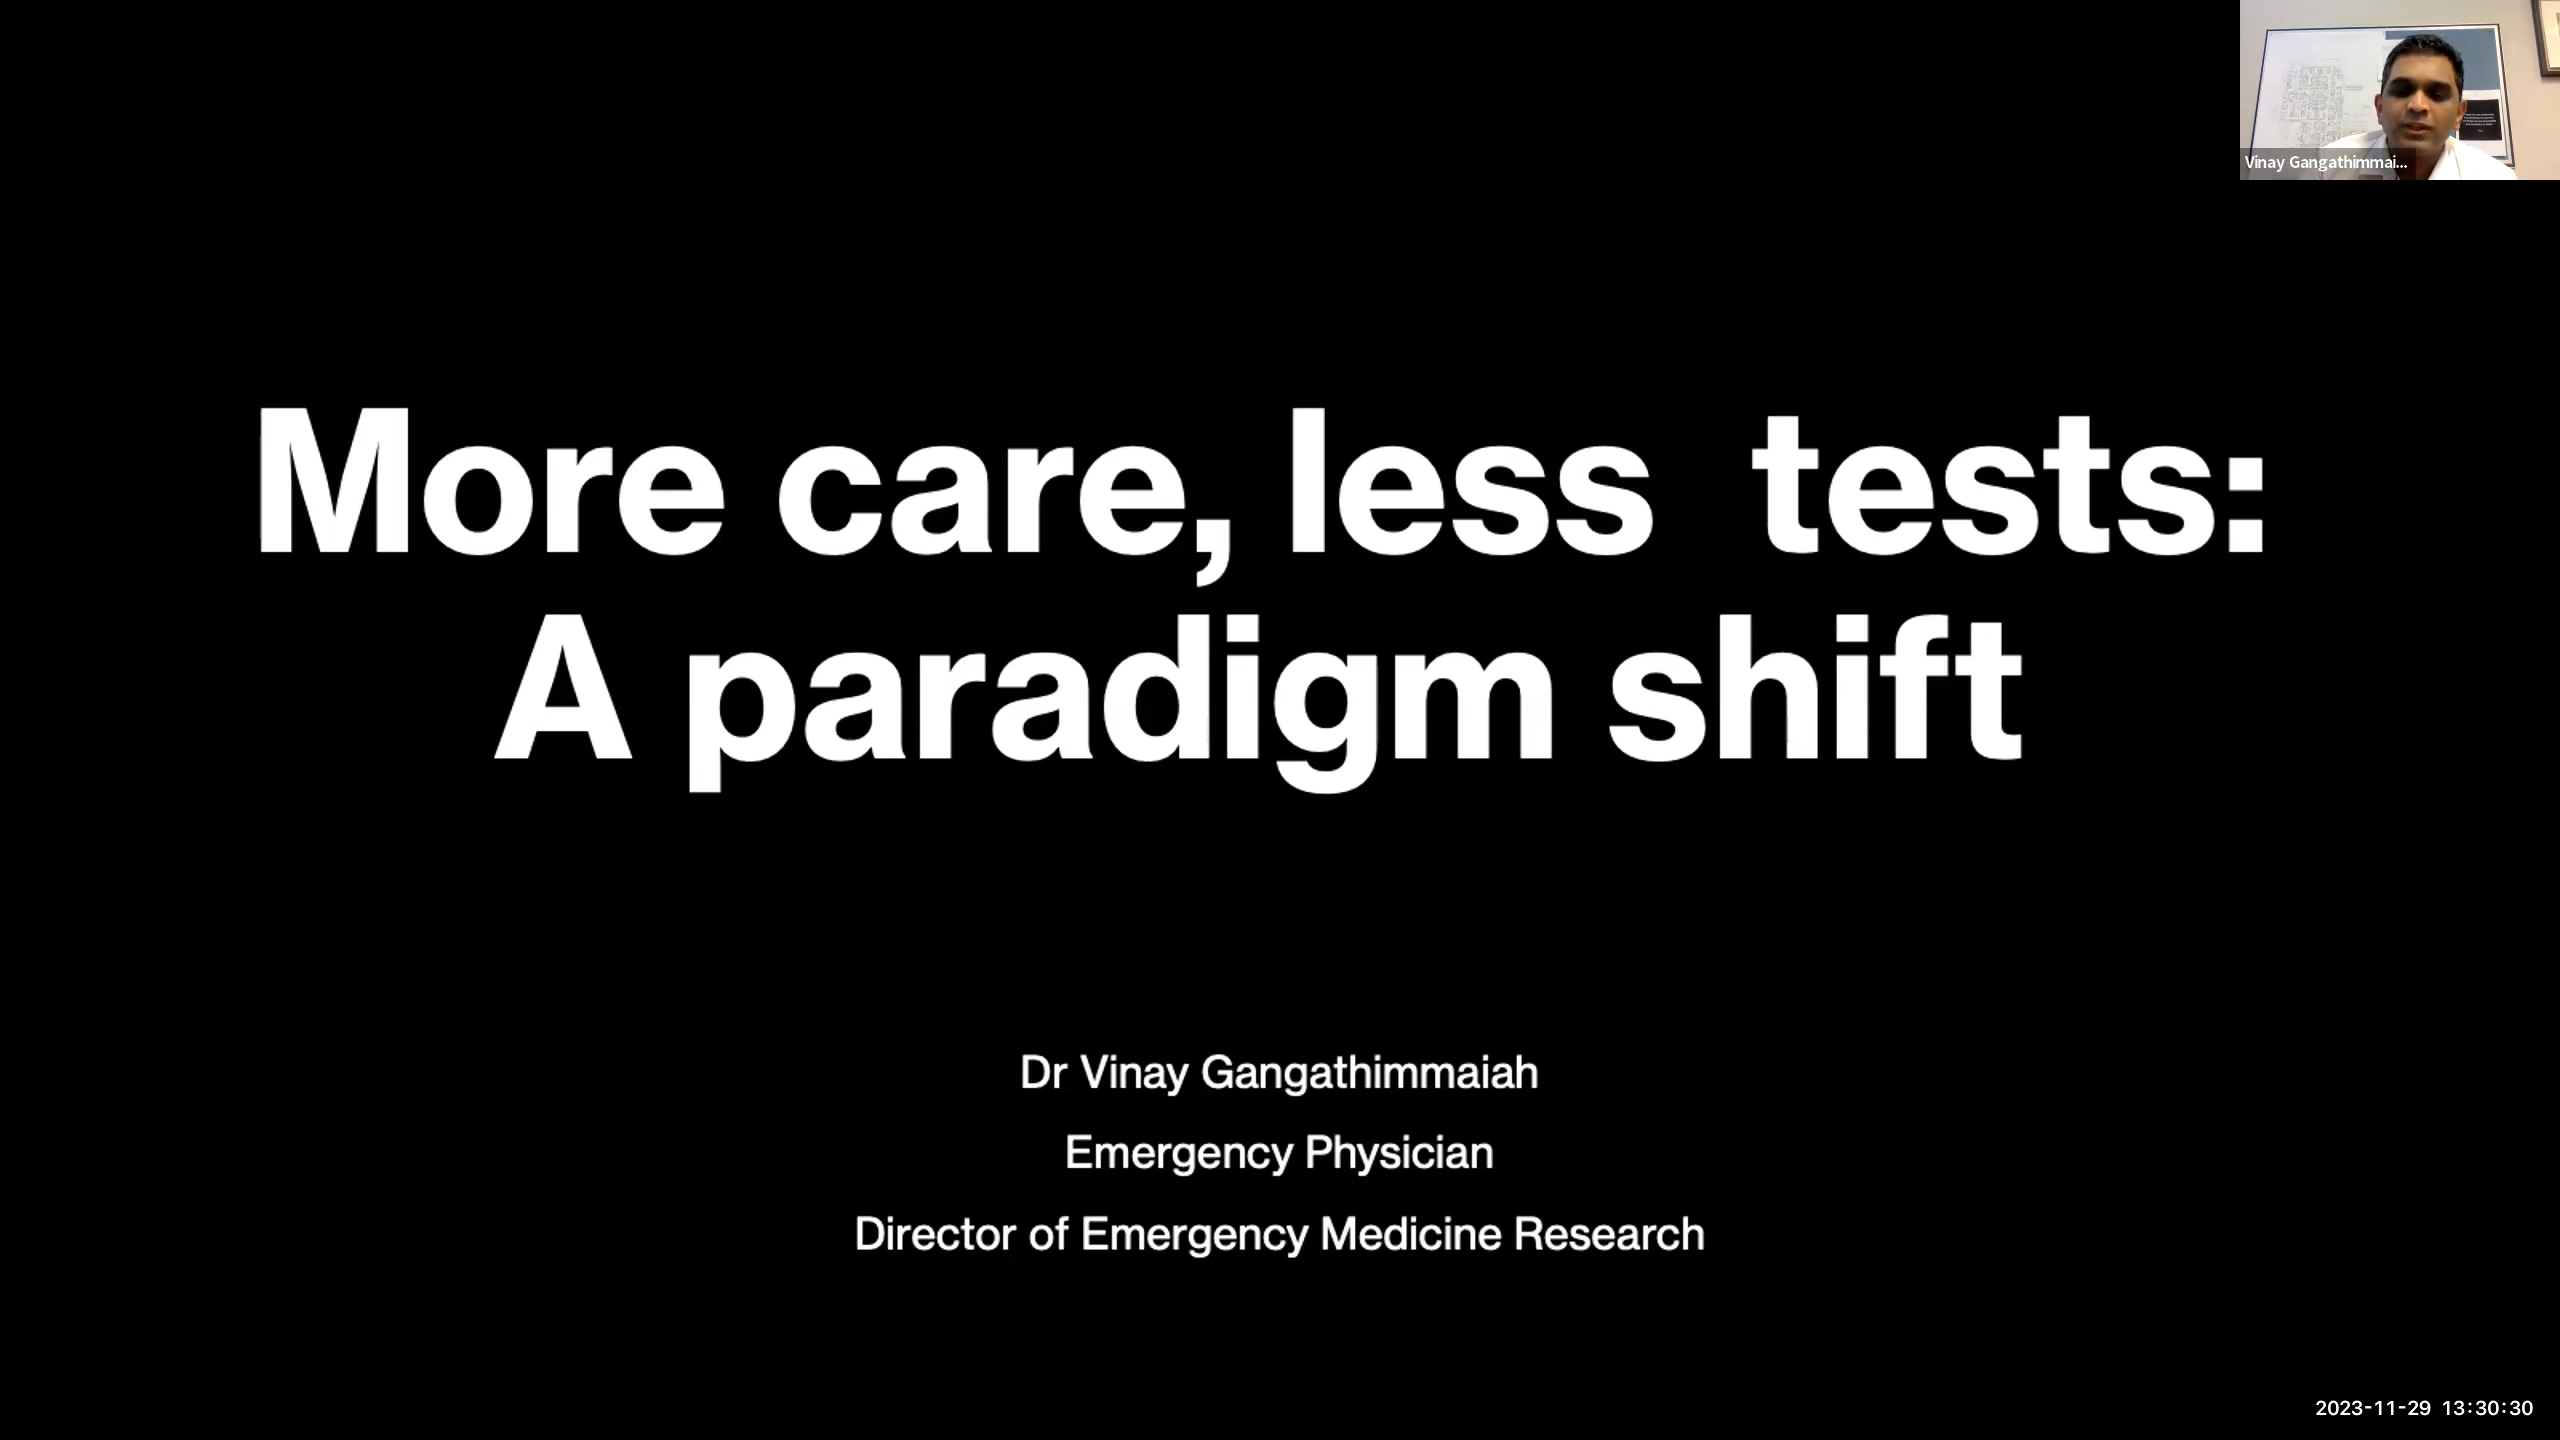 Vinay Gangathimmai...
More care, less  tests:
A paradigm shift
Dr Vinay Gangathimmaiah
Emergency Physician
Director of Emergency Medicine Research
2023-11-29 13:30:30